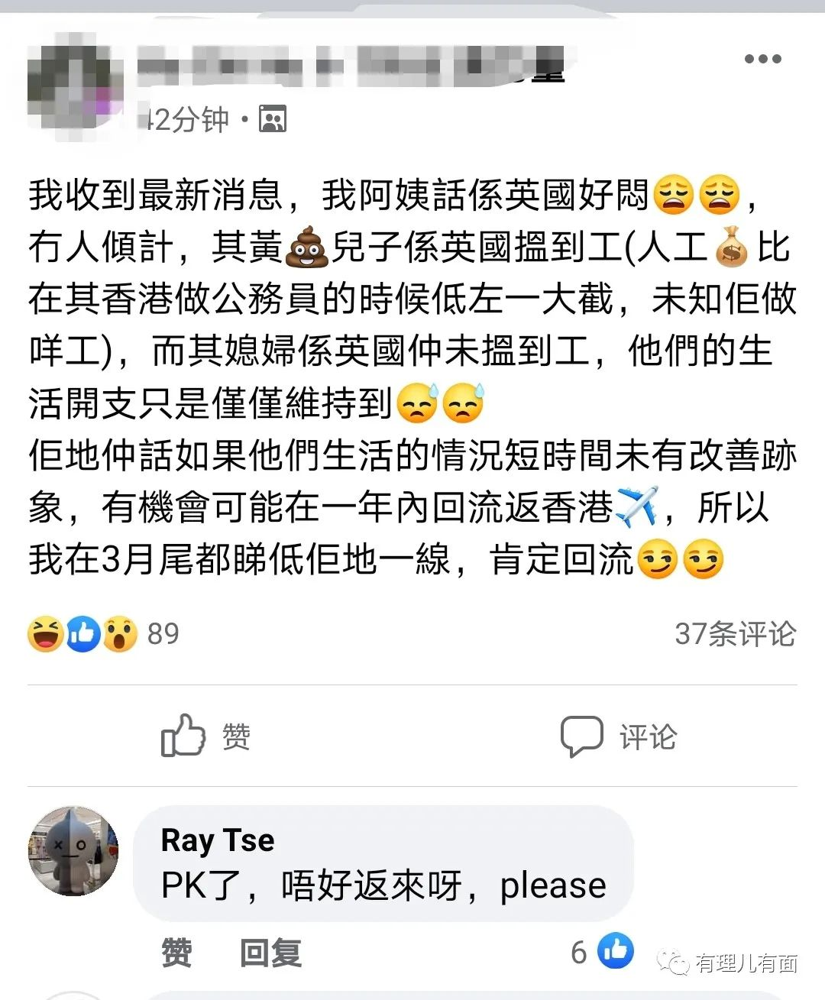 42分钟
我收到最新消息，我阿姨話係英國好悶😩😩，
冇人傾計，其黃💩兒子係英國搵到工(人工💰比
在其香港做公務員的時候低左一大截，未知佢做
咩工)，而其媳婦係英國仲未搵到工，他們的生
活開支只是僅僅維持到😓😓
佢地仲話如果他們生活的情況短時間未有改善跡
象，有機會可能在一年內回流返香港✈️，所以
我在3月尾都睇低佢地一線，肯定回流😏😏
89
37条评论
赞
评论
Ray Tse
PK了，唔好返來呀，please
赞
回复
6
有理儿有面